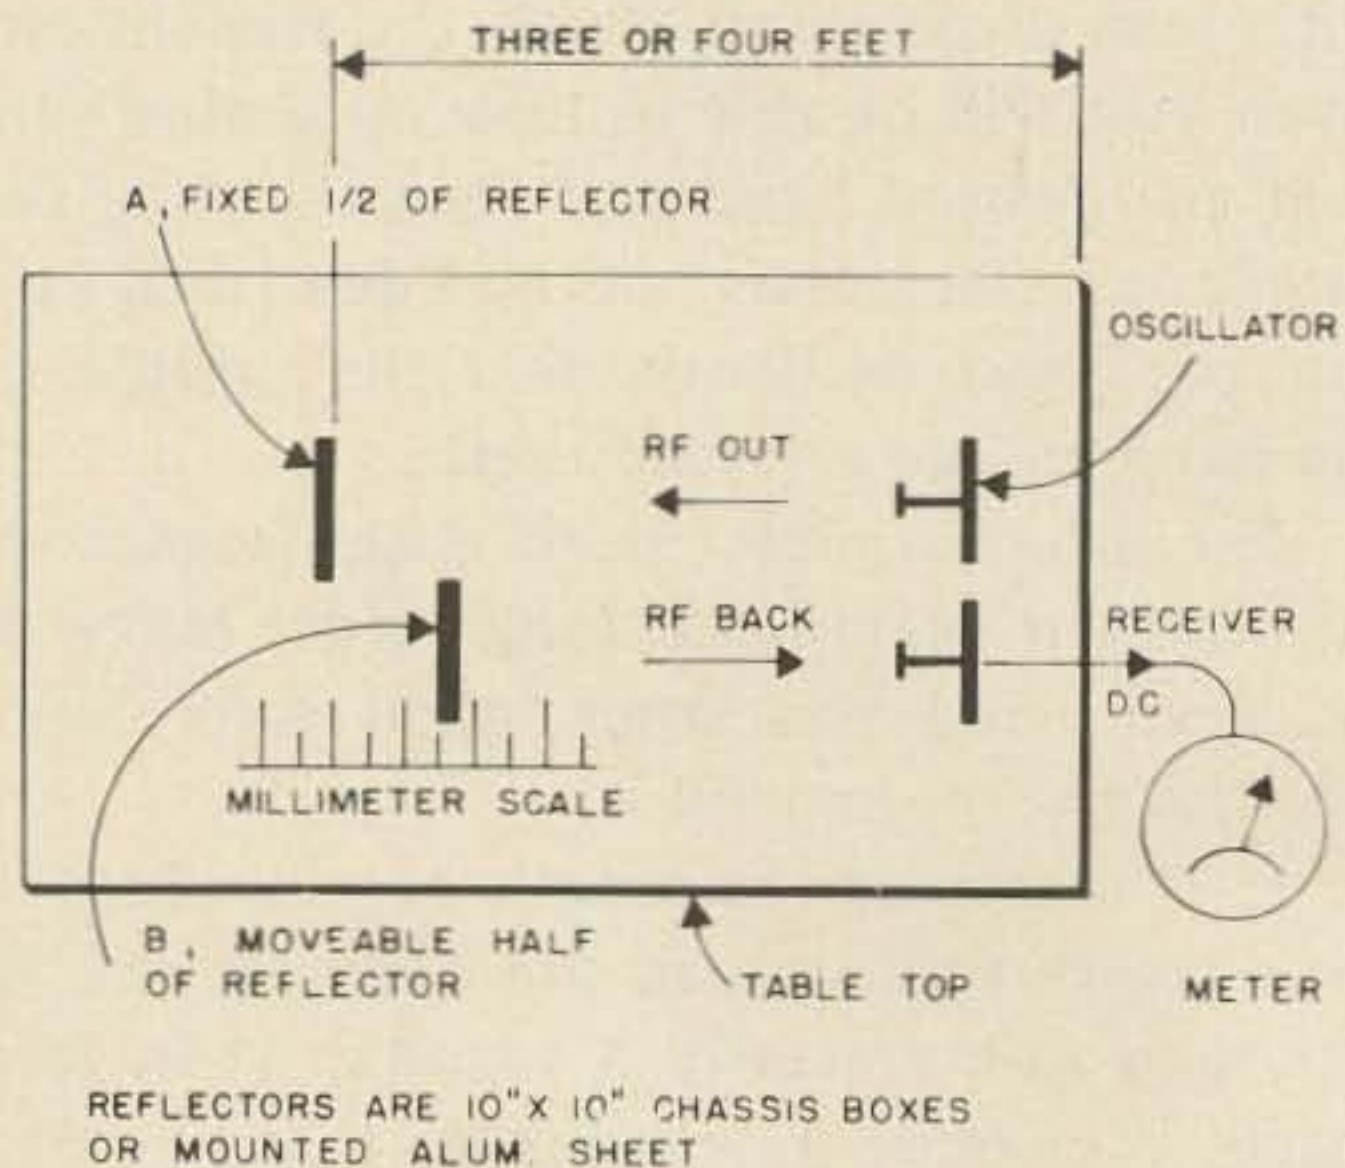 THREE OR FOUR FEET
A, FIXED 1/2 OF REFLECTOR
OSCILLATOR
RF OUT
RF BACK
RECEIVER
D.C
MILLIMETER SCALE
B, MOVEABLE HALF
OF REFLECTOR
TABLE TOP
METER
REFLECTORS ARE 10" X 10" CHASSIS BOXES
OR MOUNTED ALUM. SHEET